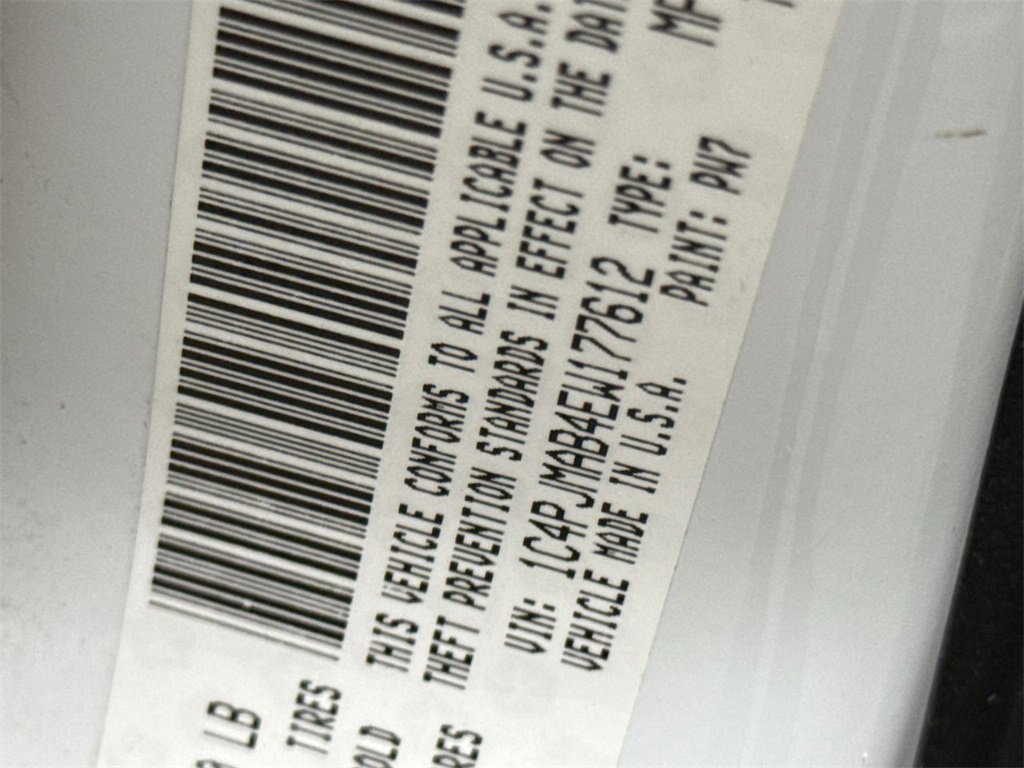 LB
TIRES
THIS VEHICLE CONFORMS TO ALL APPLICABLE U.S.A.
THEFT PREVENTION STANDARDS IN EFFECT ON THE
VIN: 1C4PJMAB4EW177612 TYPE:
VEHICLE MADE IN U.S.A. PAINT: PW7